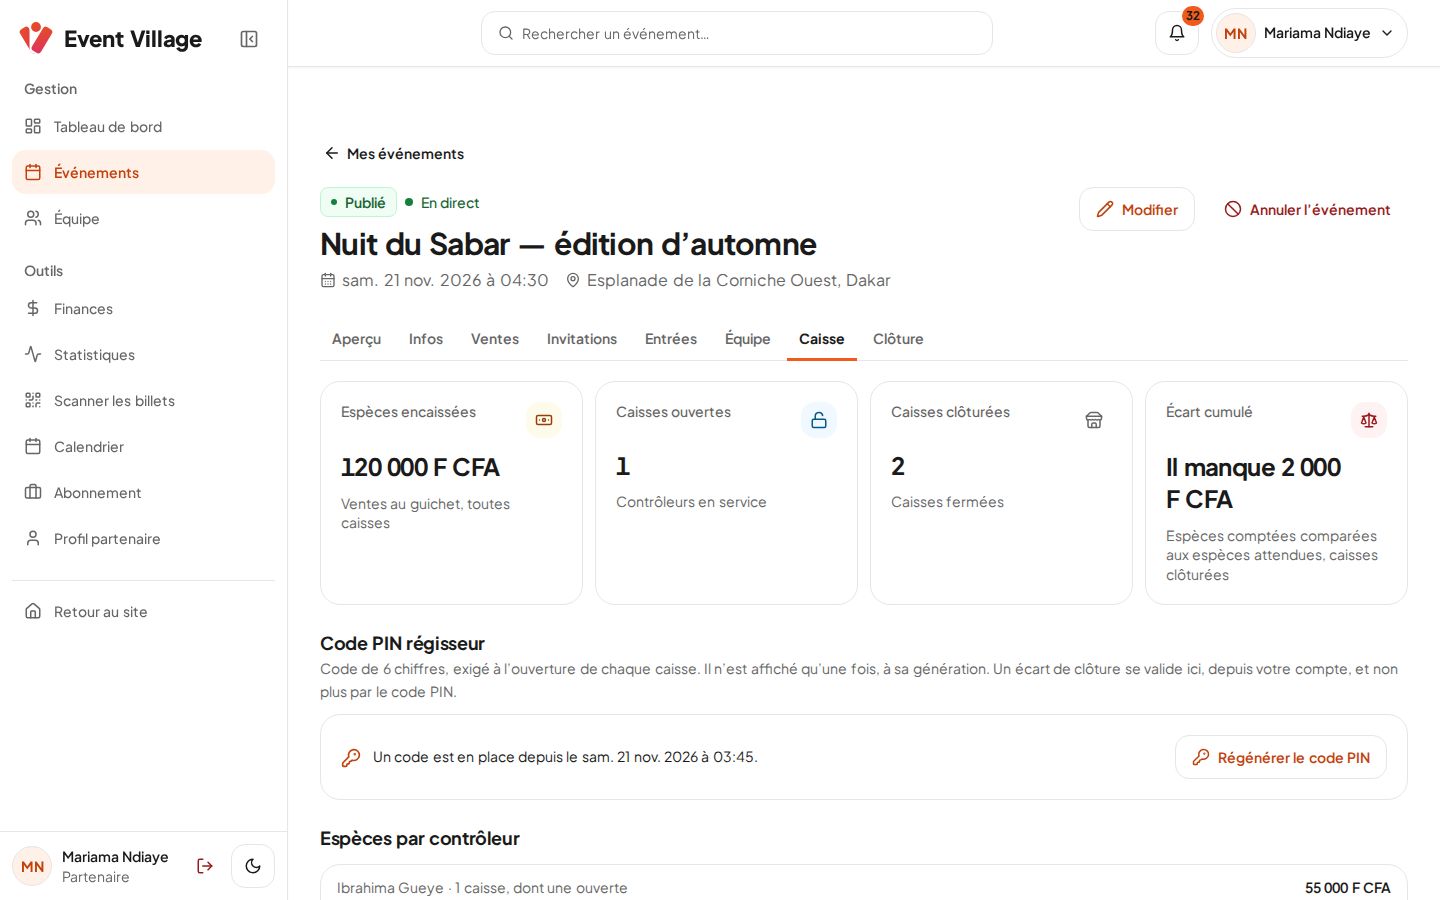 Event Village
Rechercher un événement...
32
MN
Mariama Ndiaye
Gestion
Tableau de bord
Événements
Équipe
Outils
Finances
Statistiques
Scanner les billets
Calendrier
Abonnement
Profil partenaire
Retour au site
MN
Mariama Ndiaye
Partenaire
Mes événements
Publié
En direct
Modifier
Annuler l’événement
Nuit du Sabar — édition d’automne
sam. 21 nov. 2026 à 04:30
Esplanade de la Corniche Ouest, Dakar
Aperçu
Infos
Ventes
Invitations
Entrées
Équipe
Caisse
Clôture
Espèces encaissées
120 000 F CFA
Ventes au guichet, toutes
caisses
Caisses ouvertes
1
Contrôleurs en service
Caisses clôturées
2
Caisses fermées
Écart cumulé
Il manque 2 000
F CFA
Espèces comptées comparées
aux espèces attendues, caisses
clôturées
Code PIN régisseur
Code de 6 chiffres, exigé à l’ouverture de chaque caisse. Il n’est affiché qu’une fois, à sa génération. Un écart de clôture se valide ici, depuis votre compte, et non
plus par le code PIN.
Un code est en place depuis le sam. 21 nov. 2026 à 03:45.
Régénérer le code PIN
Espèces par contrôleur
Ibrahima Gueye · 1 caisse, dont une ouverte
55 000 F CFA